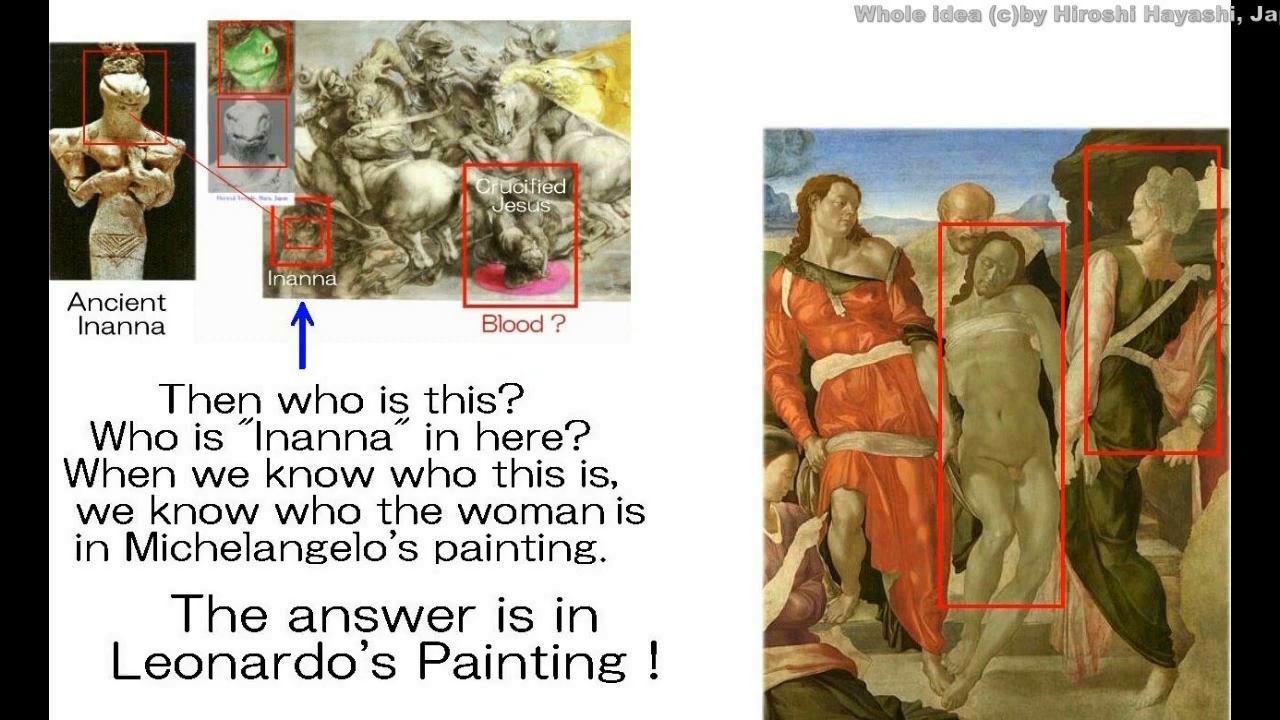 Whole idea (c)by Hiroshi Hayashi, Ja
Crucified
Jesus
Inanna
Ancient
Inanna
Blood ?
Then who is this?
Who is "Inanna" in here?
When we know who this is,
we know who the woman is
in Michelangelo's painting.
The answer is in
Leonardo's Painting !